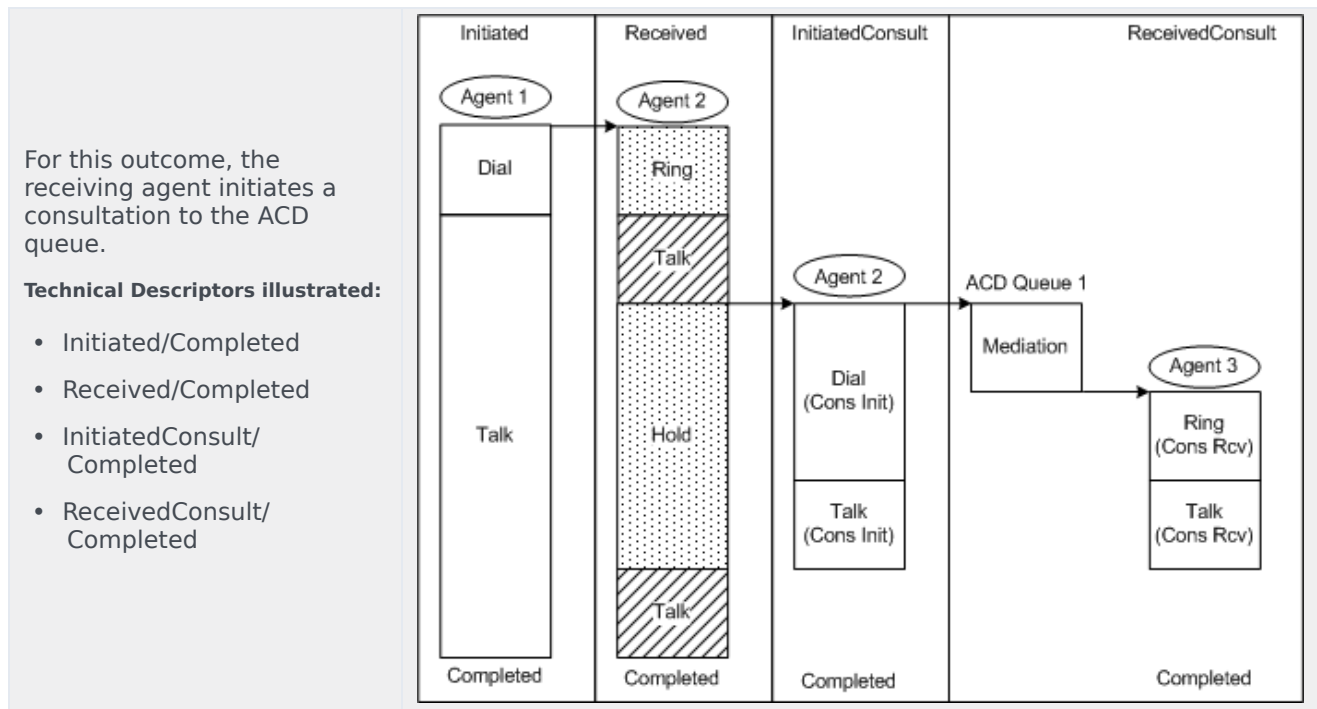 For this outcome, the
receiving agent initiates a
consultation to the ACD
queue.
Technical Descriptors illustrated:
• Initiated/Completed
• Received/Completed
• InitiatedConsult/
Completed
• ReceivedConsult/
Completed
Initiated
Received
InitiatedConsult
ReceivedConsult
Agent 1
Agent 2
Dial
Ring
Talk
Agent 2
ACD Queue 1
Mediation
Agent 3
Dial
(Cons Init)
Ring
(Cons Rcv)
Talk
Hold
Talk
(Cons Init)
Talk
(Cons Rcv)
Talk
Completed
Completed
Completed
Completed